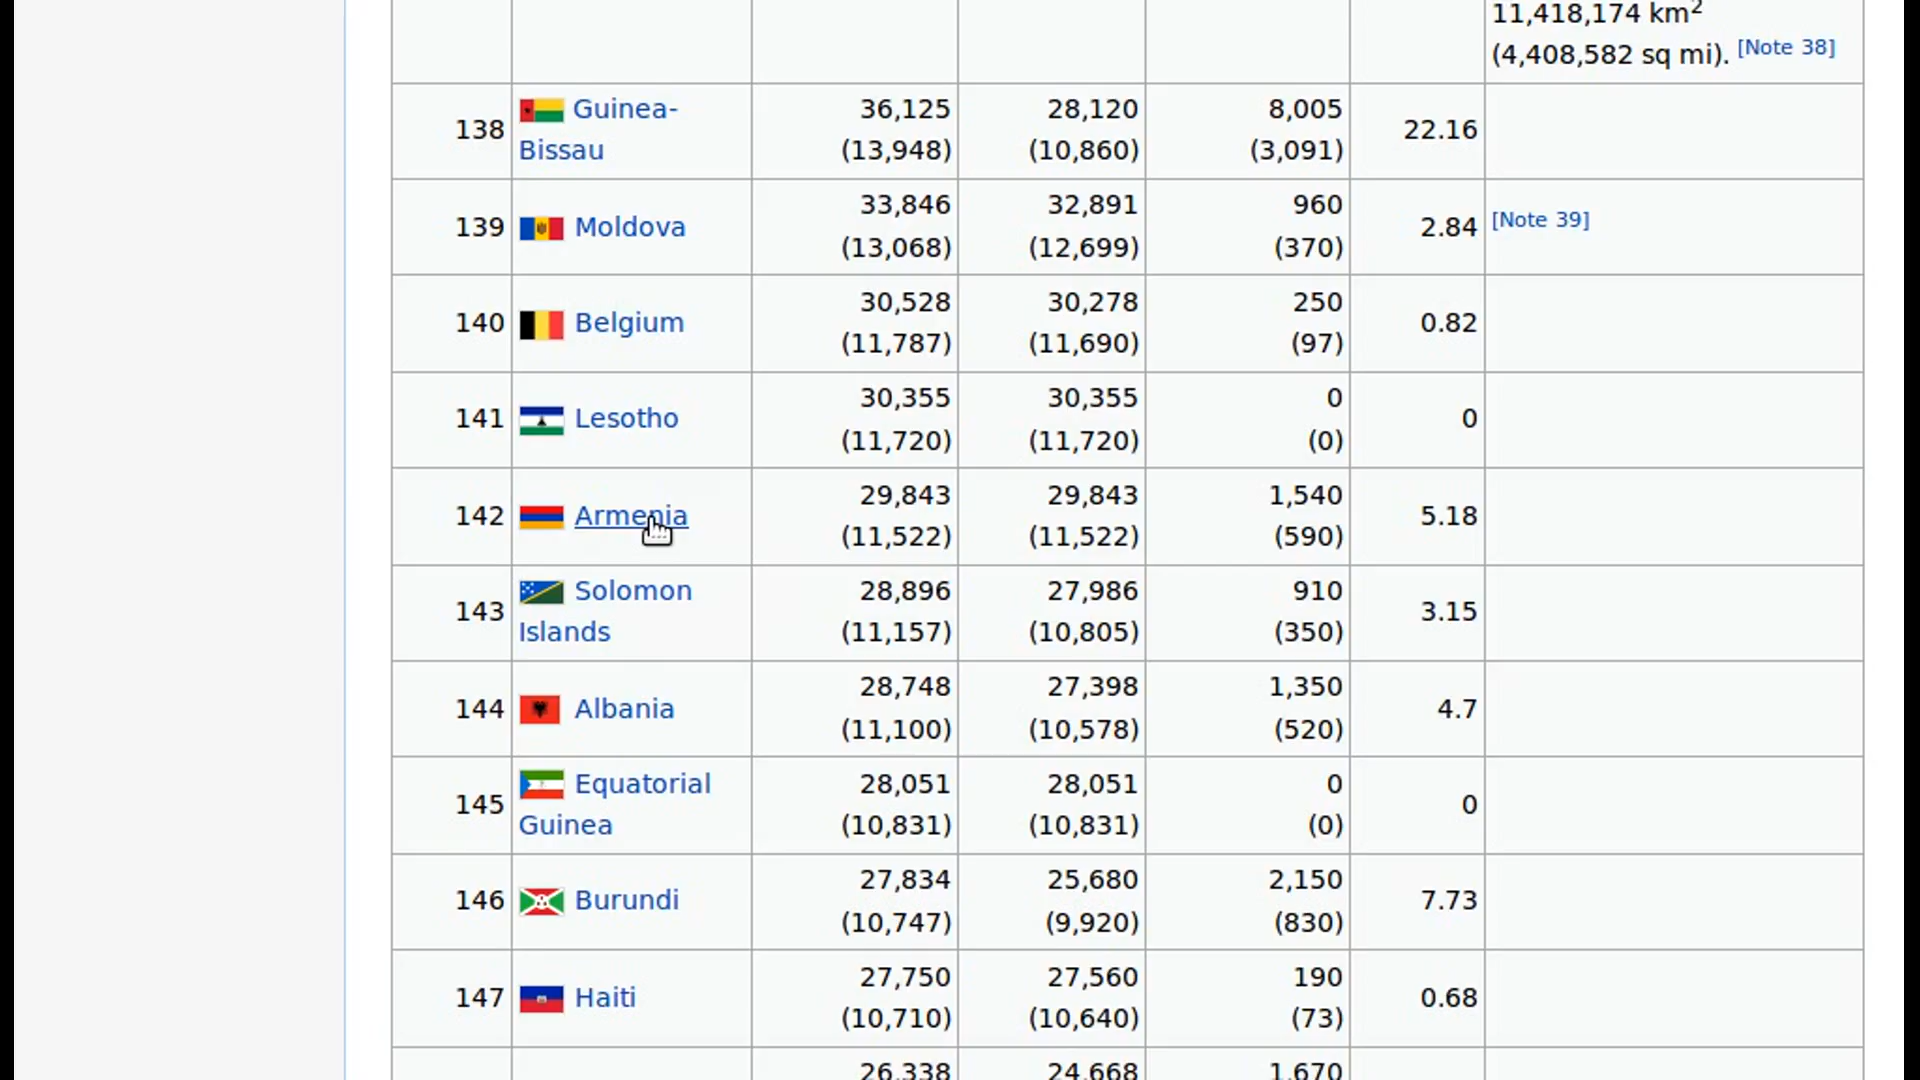 11,418,174 km2
(4,408,582 sq mi). [Note 38]
138 Guinea-Bissau 36,125 (13,948) 28,120 (10,860) 8,005 (3,091) 22.16
139 Moldova 33,846 (13,068) 32,891 (12,699) 960 (370) 2.84 [Note 39]
140 Belgium 30,528 (11,787) 30,278 (11,690) 250 (97) 0.82
141 Lesotho 30,355 (11,720) 30,355 (11,720) 0 (0) 0
142 Armenia 29,843 (11,522) 29,843 (11,522) 1,540 (590) 5.18
143 Solomon Islands 28,896 (11,157) 27,986 (10,805) 910 (350) 3.15
144 Albania 28,748 (11,100) 27,398 (10,578) 1,350 (520) 4.7
145 Equatorial Guinea 28,051 (10,831) 28,051 (10,831) 0 (0) 0
146 Burundi 27,834 (10,747) 25,680 (9,920) 2,150 (830) 7.73
147 Haiti 27,750 (10,710) 27,560 (10,640) 190 (73) 0.68
26,338 24,668 1,670